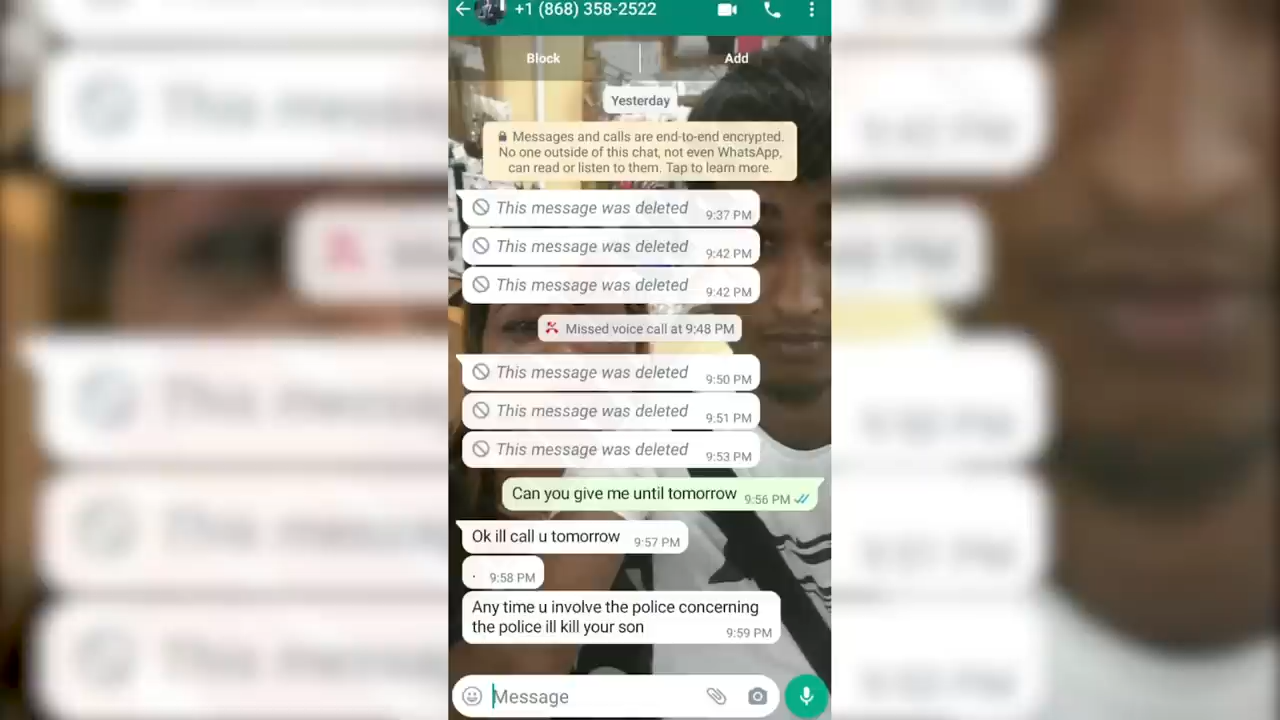 +1 (868) 358-2522
Block
Add
Yesterday
Messages and calls are end-to-end encrypted.
No one outside of this chat, not even WhatsApp,
can read or listen to them. Tap to learn more.
This message was deleted 9:37 PM
This message was deleted 9:42 PM
This message was deleted 9:42 PM
Missed voice call at 9:48 PM
This message was deleted 9:50 PM
This message was deleted 9:51 PM
This message was deleted 9:53 PM
Can you give me until tomorrow 9:56 PM
Ok ill call u tomorrow 9:57 PM
. 9:58 PM
Any time u involve the police concerning
the police ill kill your son 9:59 PM
Message